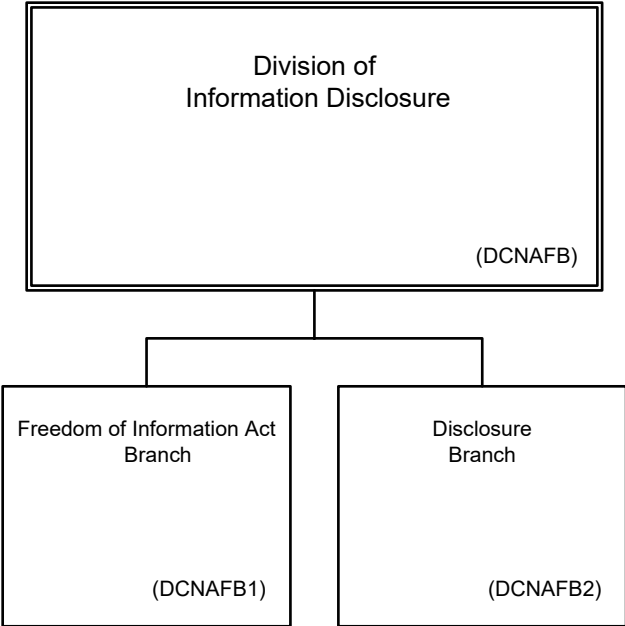 Division of
Information Disclosure
(DCNAFB)
Freedom of Information Act
Branch
(DCNAFB1)
Disclosure
Branch
(DCNAFB2)